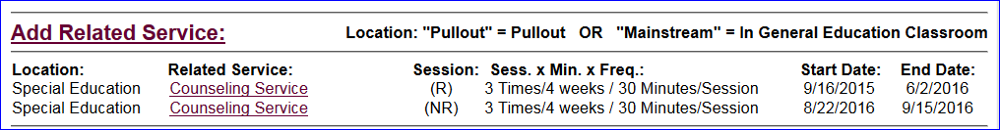 Add Related Service: Location: "Pullout" = Pullout OR "Mainstream" = In General Education Classroom
Location: Related Service: Session: Sess. x Min. x Freq.: Start Date: End Date:
Special Education Counseling Service (R) 3 Times/4 weeks / 30 Minutes/Session 9/16/2015 6/2/2016
Special Education Counseling Service (NR) 3 Times/4 weeks / 30 Minutes/Session 8/22/2016 9/15/2016